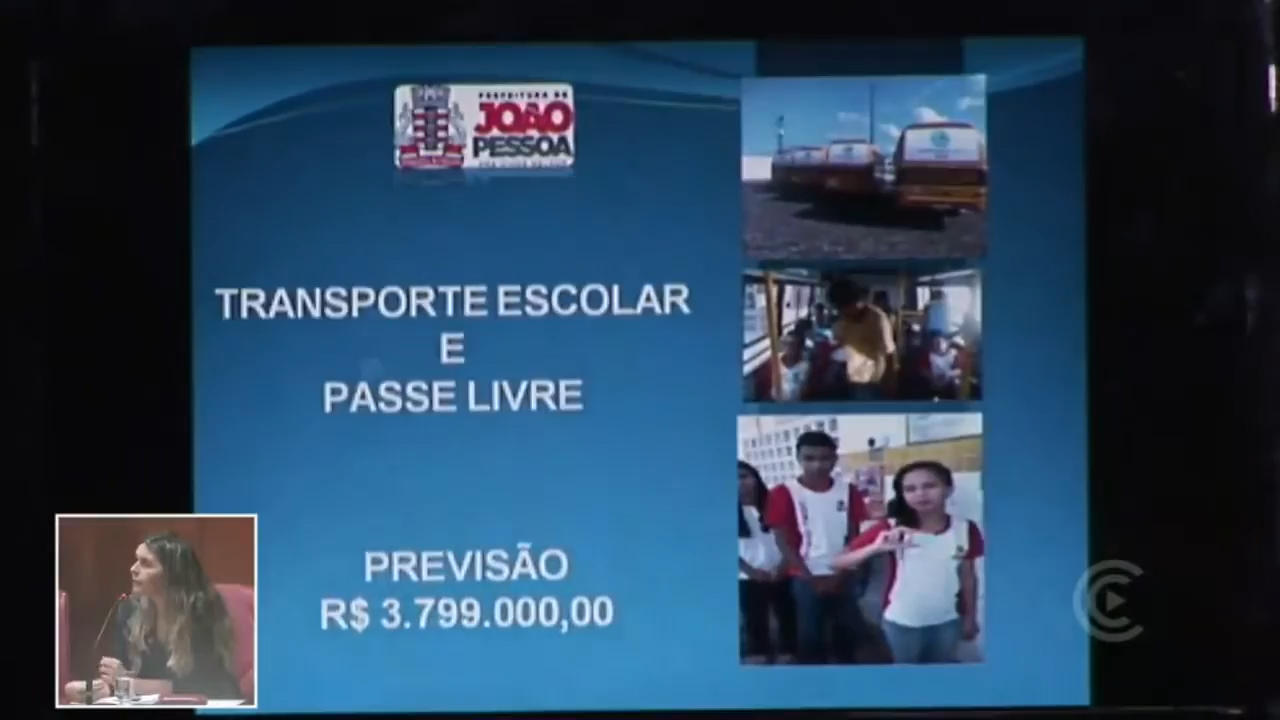 PREFEITURA DE
JOÃO
PESSOA
TRANSPORTE ESCOLAR
E
PASSE LIVRE
PREVISÃO
R$ 3.799.000,00